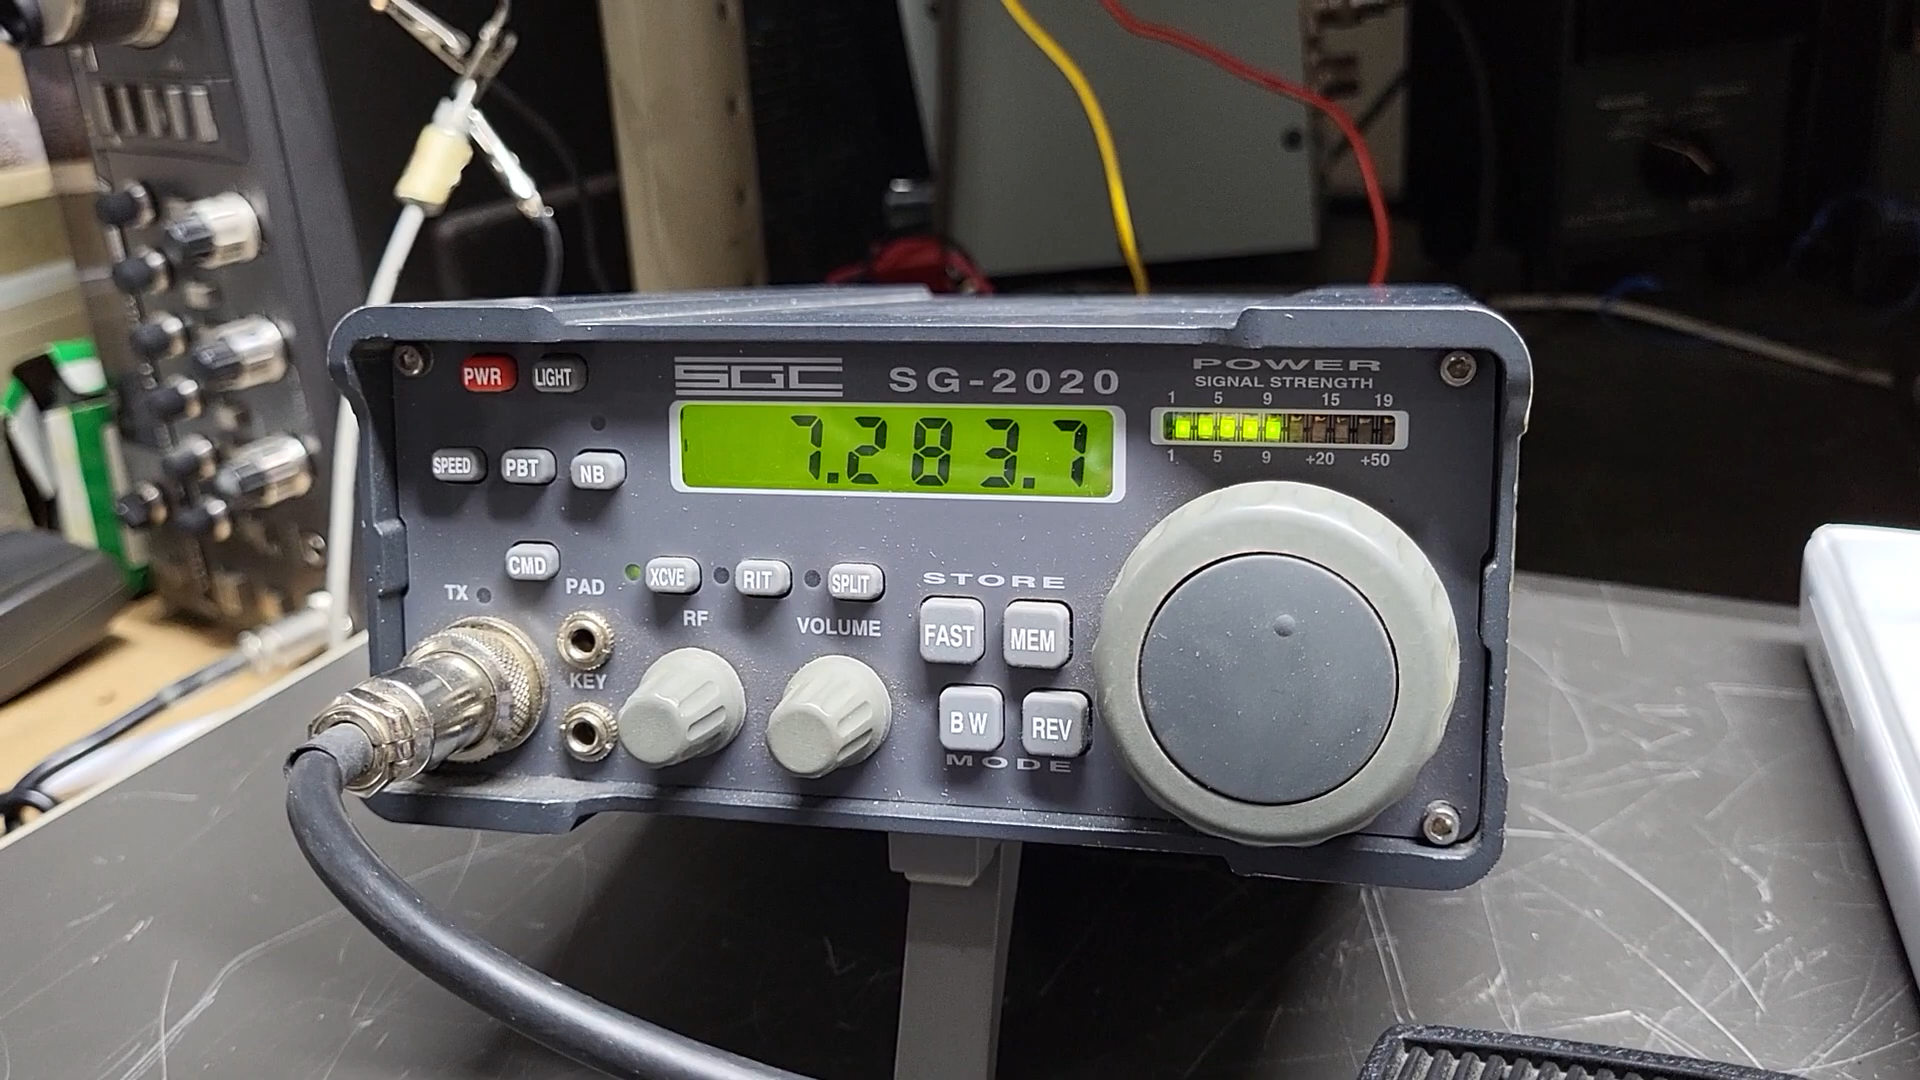 PWR LIGHT
SGC SG-2020
POWER
SIGNAL STRENGTH
1 5 9 15 19
7.283.7
1 5 9 +20 +50
SPEED PBT NB
CMD
XCVE RIT SPLIT
STORE
TX PAD
RF VOLUME
FAST MEM
KEY
BW REV
MODE